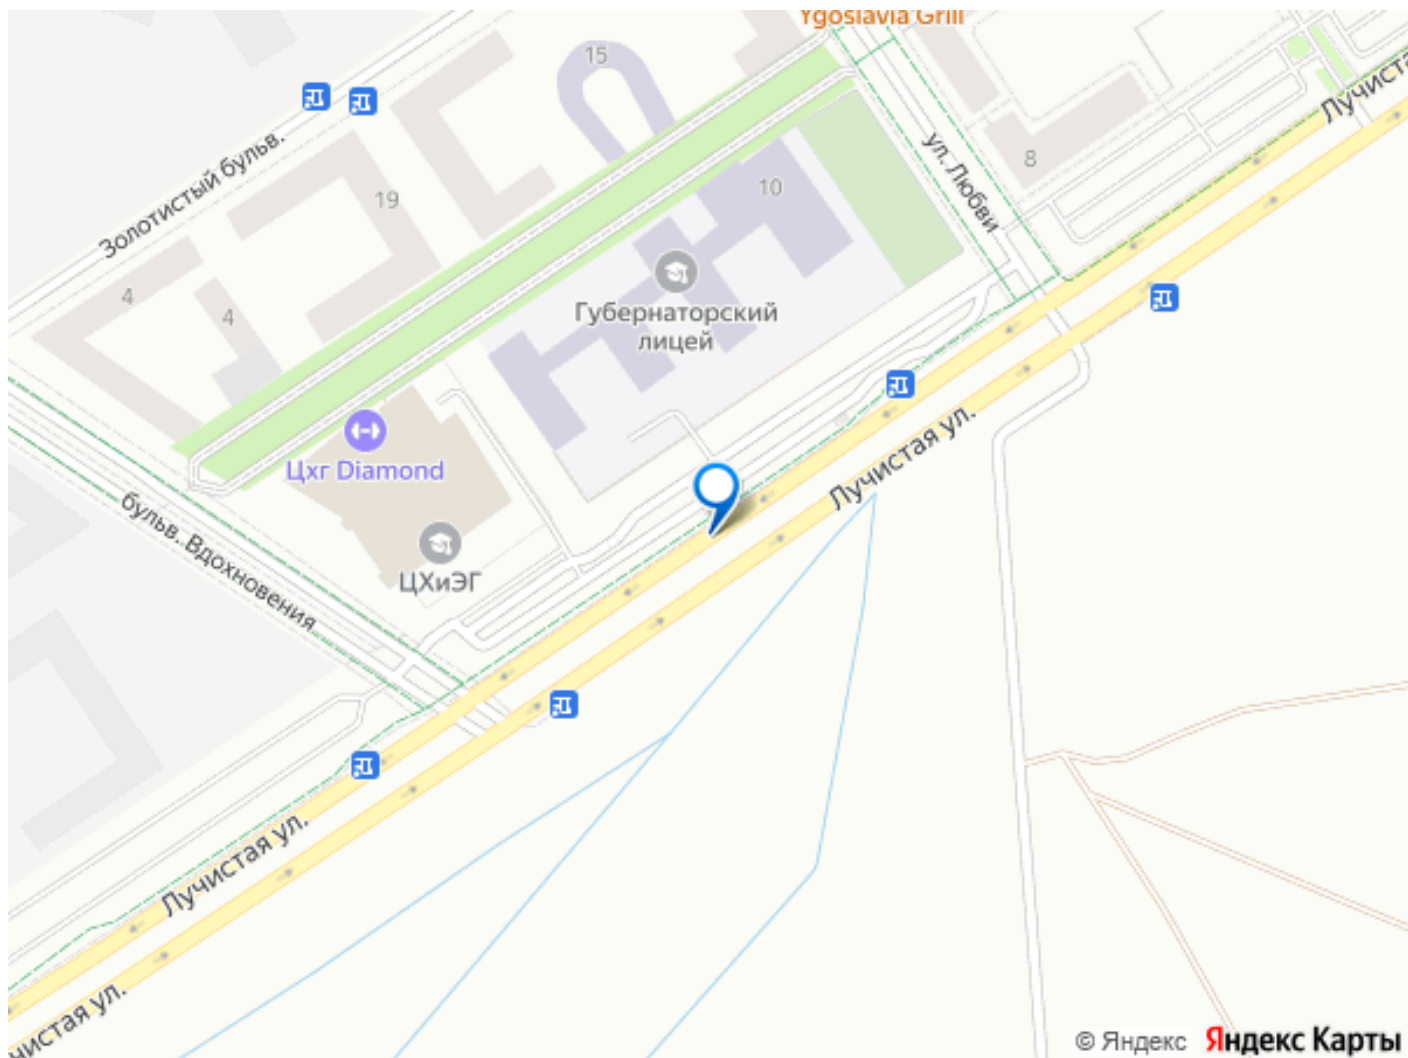 Ygoslavia Grill
15
Лучиста
Золотистый бульв.
ул. Любви
8
19
10
4
4
Губернаторский
лицей
Лучистая ул.
Цхг Diamond
бульв. Вдохновения
ЦХиЭГ
Лучистая ул.
чистая ул.
© Яндекс
Яндекс Карты